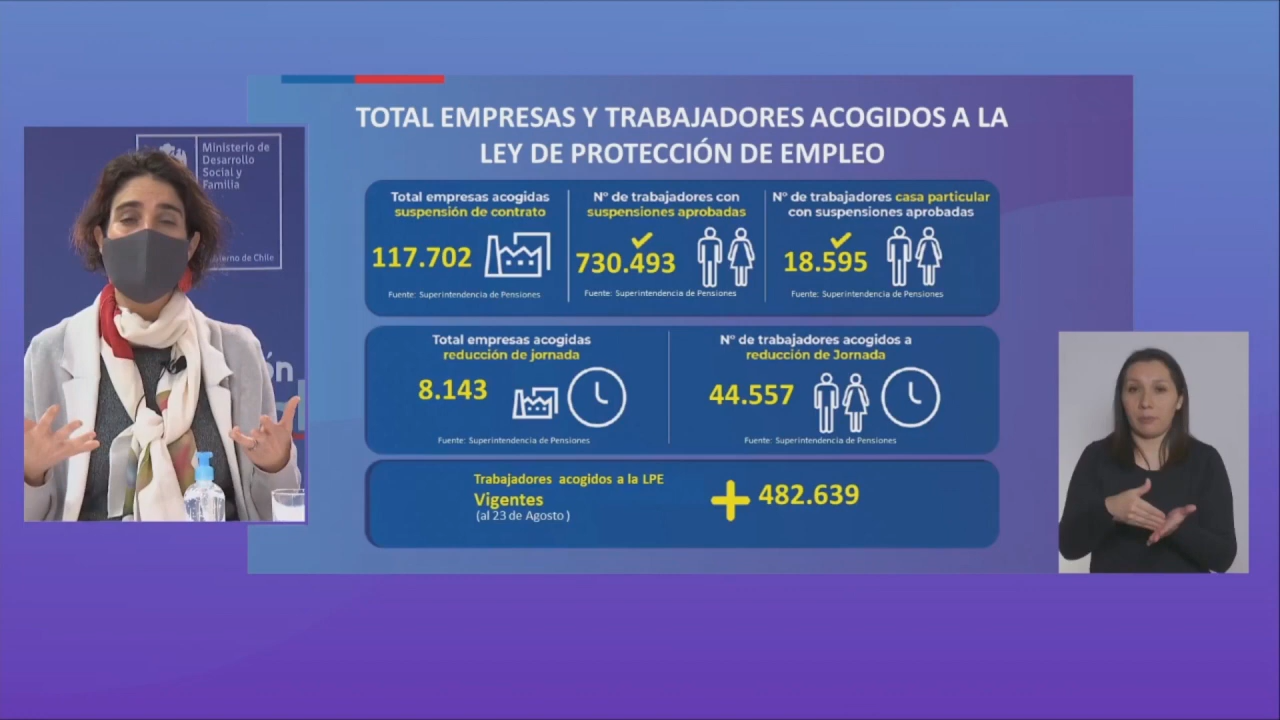 TOTAL EMPRESAS Y TRABAJADORES ACOGIDOS A LA
LEY DE PROTECCIÓN DE EMPLEO
Ministerio de
Desarrollo
Social y
Familia
Gobierno de Chile
Total empresas acogidas
suspensión de contrato
117.702
Fuente: Superintendencia de Pensiones
Nº de trabajadores con
suspensiones aprobadas
730.493
Fuente: Superintendencia de Pensiones
Nº de trabajadores casa particular
con suspensiones aprobadas
18.595
Fuente: Superintendencia de Pensiones
Total empresas acogidas
reducción de jornada
8.143
Fuente: Superintendencia de Pensiones
Nº de trabajadores acogidos a
reducción de Jornada
44.557
Fuente: Superintendencia de Pensiones
Trabajadores acogidos a la LPE
Vigentes
(al 23 de Agosto)
+ 482.639